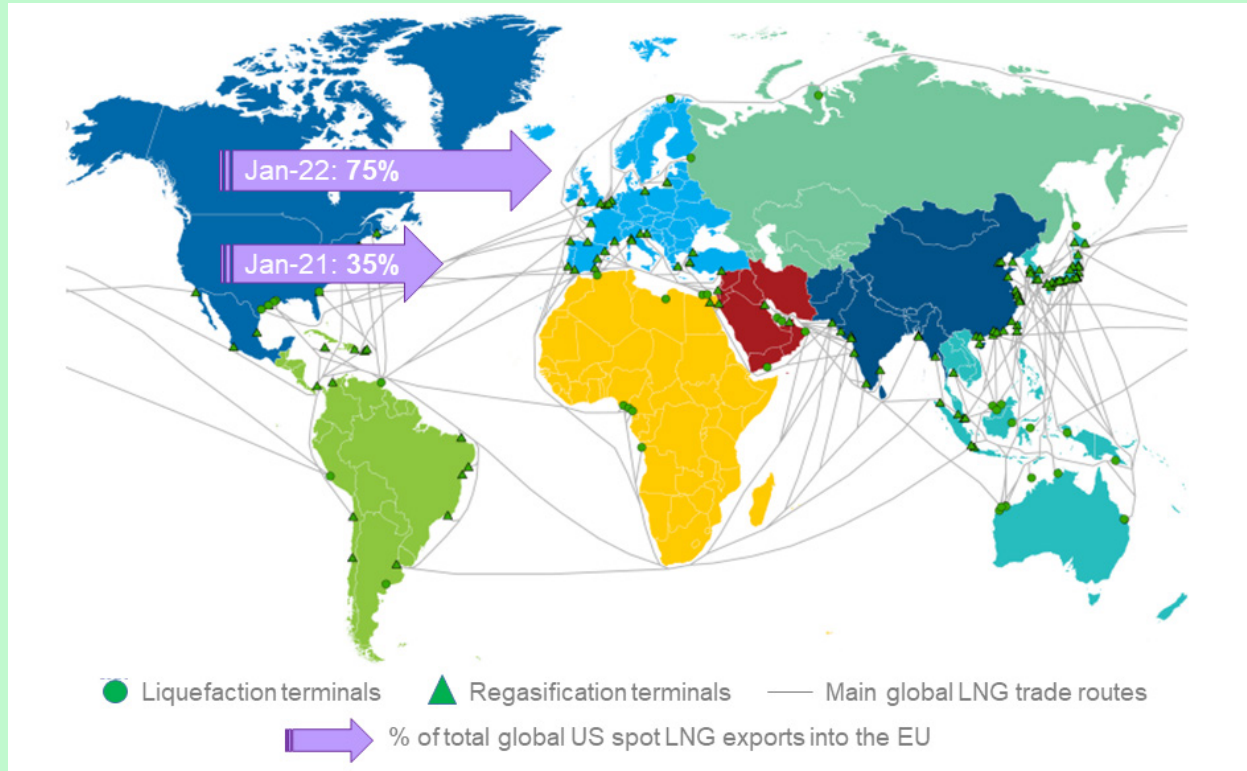 Jan-22: 75%
Jan-21: 35%
Liquefaction terminals
Regasification terminals
Main global LNG trade routes
% of total global US spot LNG exports into the EU